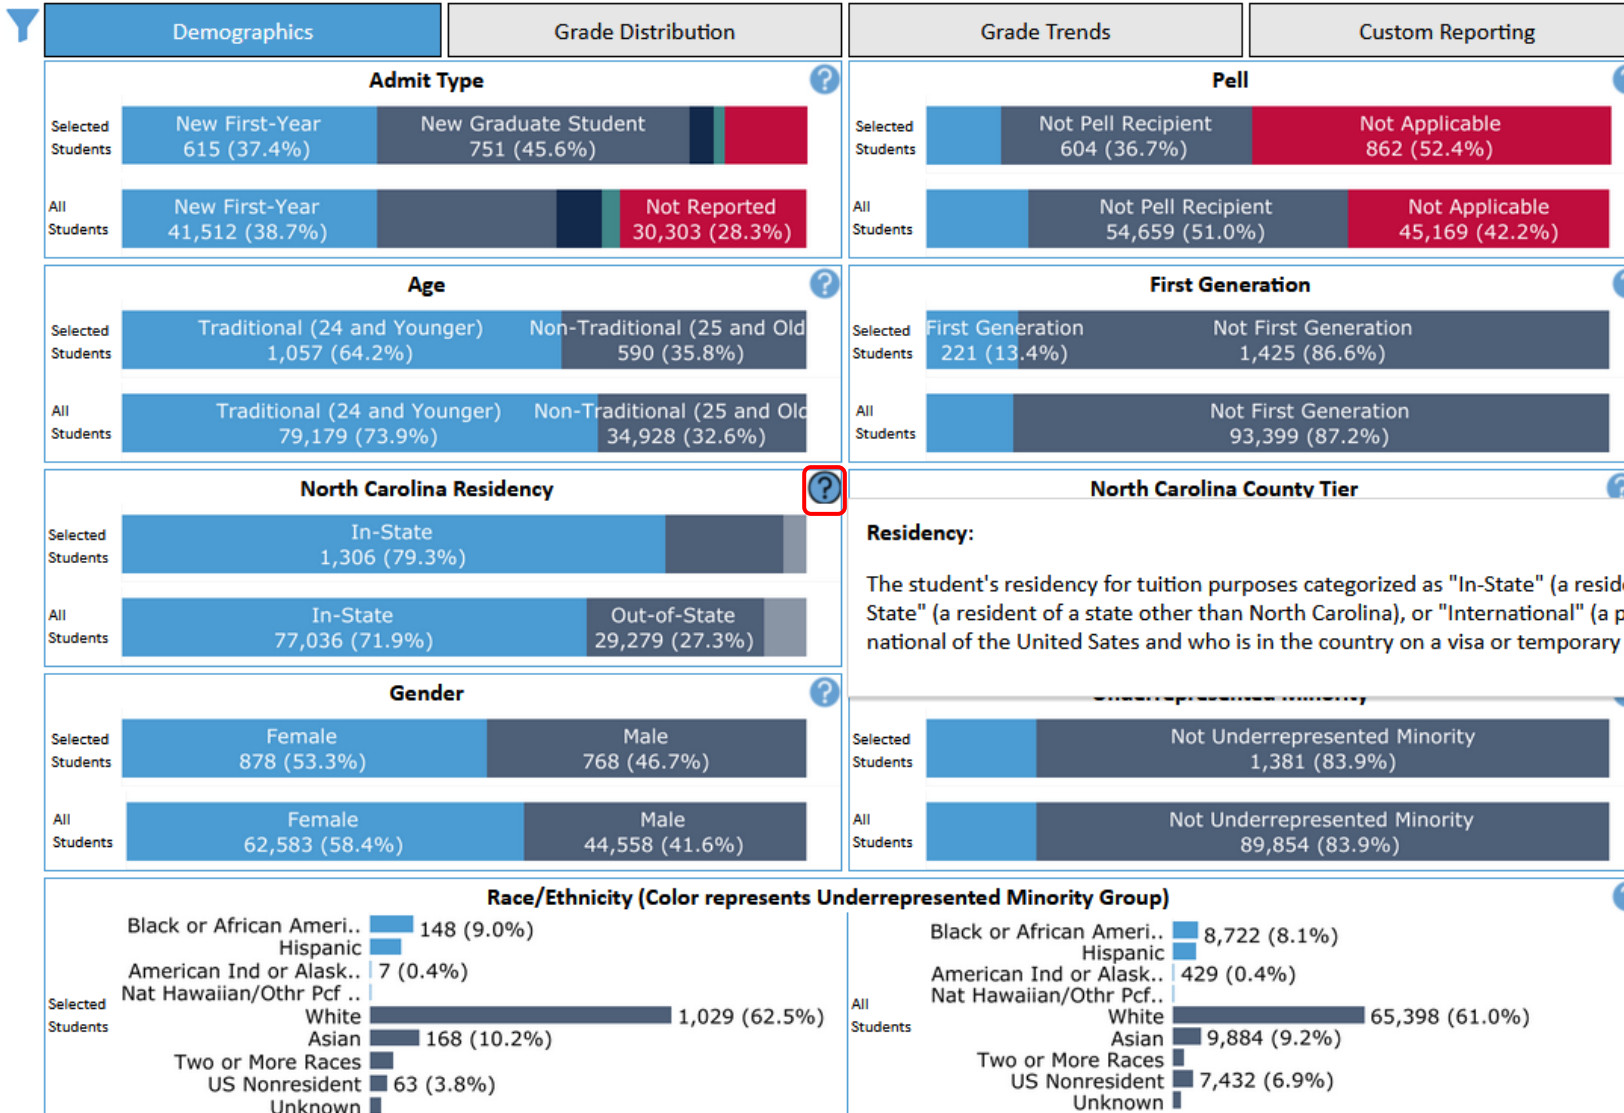 Demographics
Grade Distribution
Grade Trends
Custom Reporting
Admit Type
?
Selected
Students
New First-Year
615 (37.4%)
New Graduate Student
751 (45.6%)
All
Students
New First-Year
41,512 (38.7%)
Not Reported
30,303 (28.3%)
Pell
Selected
Students
Not Pell Recipient
604 (36.7%)
Not Applicable
862 (52.4%)
All
Students
Not Pell Recipient
54,659 (51.0%)
Not Applicable
45,169 (42.2%)
Age
?
Selected
Students
Traditional (24 and Younger)
1,057 (64.2%)
Non-Traditional (25 and Old
590 (35.8%)
All
Students
Traditional (24 and Younger)
79,179 (73.9%)
Non-Traditional (25 and Old
34,928 (32.6%)
First Generation
Selected
Students
First Generation
221 (13.4%)
Not First Generation
1,425 (86.6%)
All
Students
Not First Generation
93,399 (87.2%)
North Carolina Residency
?
Selected
Students
In-State
1,306 (79.3%)
All
Students
In-State
77,036 (71.9%)
Out-of-State
29,279 (27.3%)
North Carolina County Tier
Residency:
The student's residency for tuition purposes categorized as "In-State" (a resid
State" (a resident of a state other than North Carolina), or "International" (a p
national of the United Sates and who is in the country on a visa or temporary
Gender
?
Selected
Students
Female
878 (53.3%)
Male
768 (46.7%)
All
Students
Female
62,583 (58.4%)
Male
44,558 (41.6%)
Underrepresented Minority
Selected
Students
Not Underrepresented Minority
1,381 (83.9%)
All
Students
Not Underrepresented Minority
89,854 (83.9%)
Race/Ethnicity (Color represents Underrepresented Minority Group)
Selected
Students
Black or African Ameri.. 148 (9.0%)
Hispanic
American Ind or Alask.. 7 (0.4%)
Nat Hawaiian/Othr Pcf ..
White 1,029 (62.5%)
Asian 168 (10.2%)
Two or More Races
US Nonresident 63 (3.8%)
Unknown
All
Students
Black or African Ameri.. 8,722 (8.1%)
Hispanic
American Ind or Alask.. 429 (0.4%)
Nat Hawaiian/Othr Pcf..
White 65,398 (61.0%)
Asian 9,884 (9.2%)
Two or More Races
US Nonresident 7,432 (6.9%)
Unknown